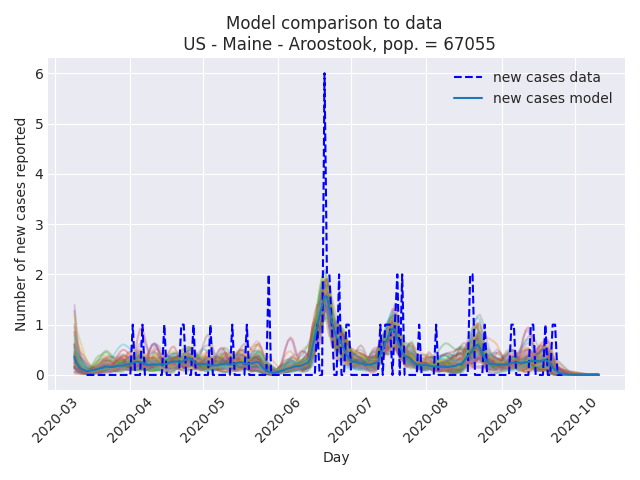 Model comparison to data
US - Maine - Aroostook, pop. = 67055
new cases data
new cases model
Number of new cases reported
6
5
4
3
2
1
0
2020-03
2020-04
2020-05
2020-06
2020-07
2020-08
2020-09
2020-10
Day